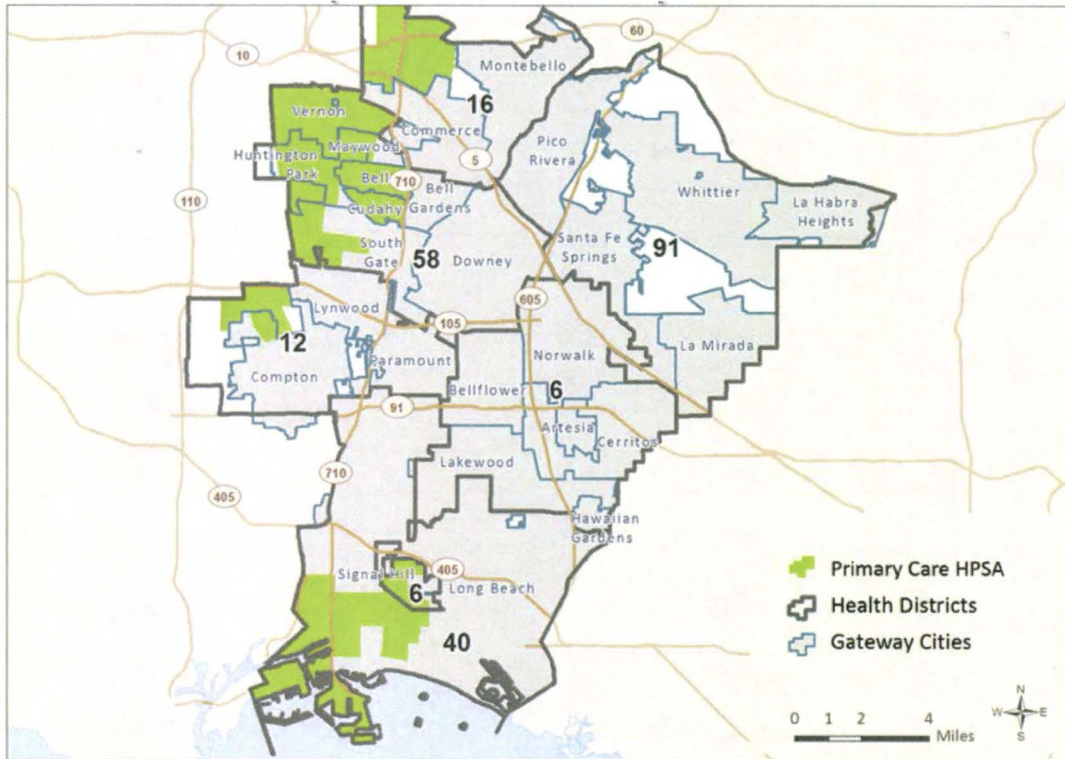 60
10
Montebello
16
Vernon
Commerce
Maywood
Pico
Rivera
Huntington
Park
5
Bell
710
Bell
Gardens
Whittier
110
Cudahy
La Habra
Heights
South
Gate
58
Downey
Santa Fe
Springs
91
Lynwood
605
105
12
Norwalk
La Mirada
Paramount
Compton
Bellflower
6
91
Artesia
Cerritos
Lakewood
710
405
Hawaiian
Gardens
Signal Hill
405
Long Beach
6
40
Primary Care HPSA
Health Districts
Gateway Cities
N
W
E
S
0 1 2 4
Miles